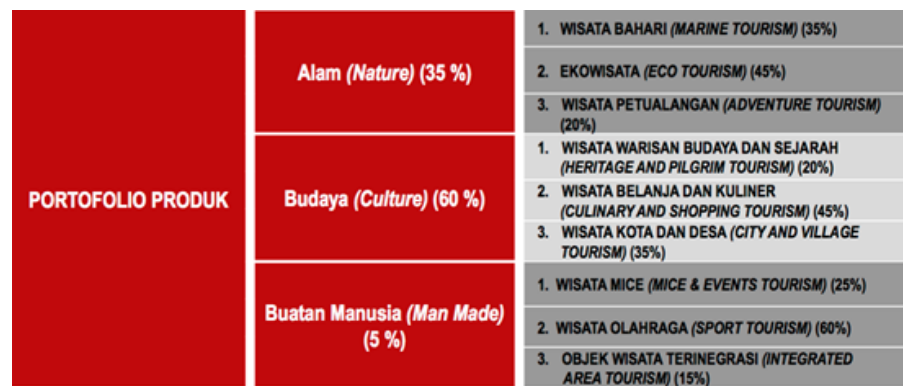 PORTOFOLIO PRODUK
Alam (Nature) (35 %)
1. WISATA BAHARI (MARINE TOURISM) (35%)
2. EKOWISATA (ECO TOURISM) (45%)
3. WISATA PETUALANGAN (ADVENTURE TOURISM)
(20%)
Budaya (Culture) (60 %)
1. WISATA WARISAN BUDAYA DAN SEJARAH
(HERITAGE AND PILGRIM TOURISM) (20%)
2. WISATA BELANJA DAN KULINER
(CULINARY AND SHOPPING TOURISM) (45%)
3. WISATA KOTA DAN DESA (CITY AND VILLAGE
TOURISM) (35%)
Buatan Manusia (Man Made)
(5 %)
1. WISATA MICE (MICE & EVENTS TOURISM) (25%)
2. WISATA OLAHRAGA (SPORT TOURISM) (60%)
3. OBJEK WISATA TERINEGRASI (INTEGRATED
AREA TOURISM) (15%)